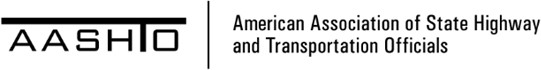 AASHTO
American Association of State Highway
and Transportation Officials